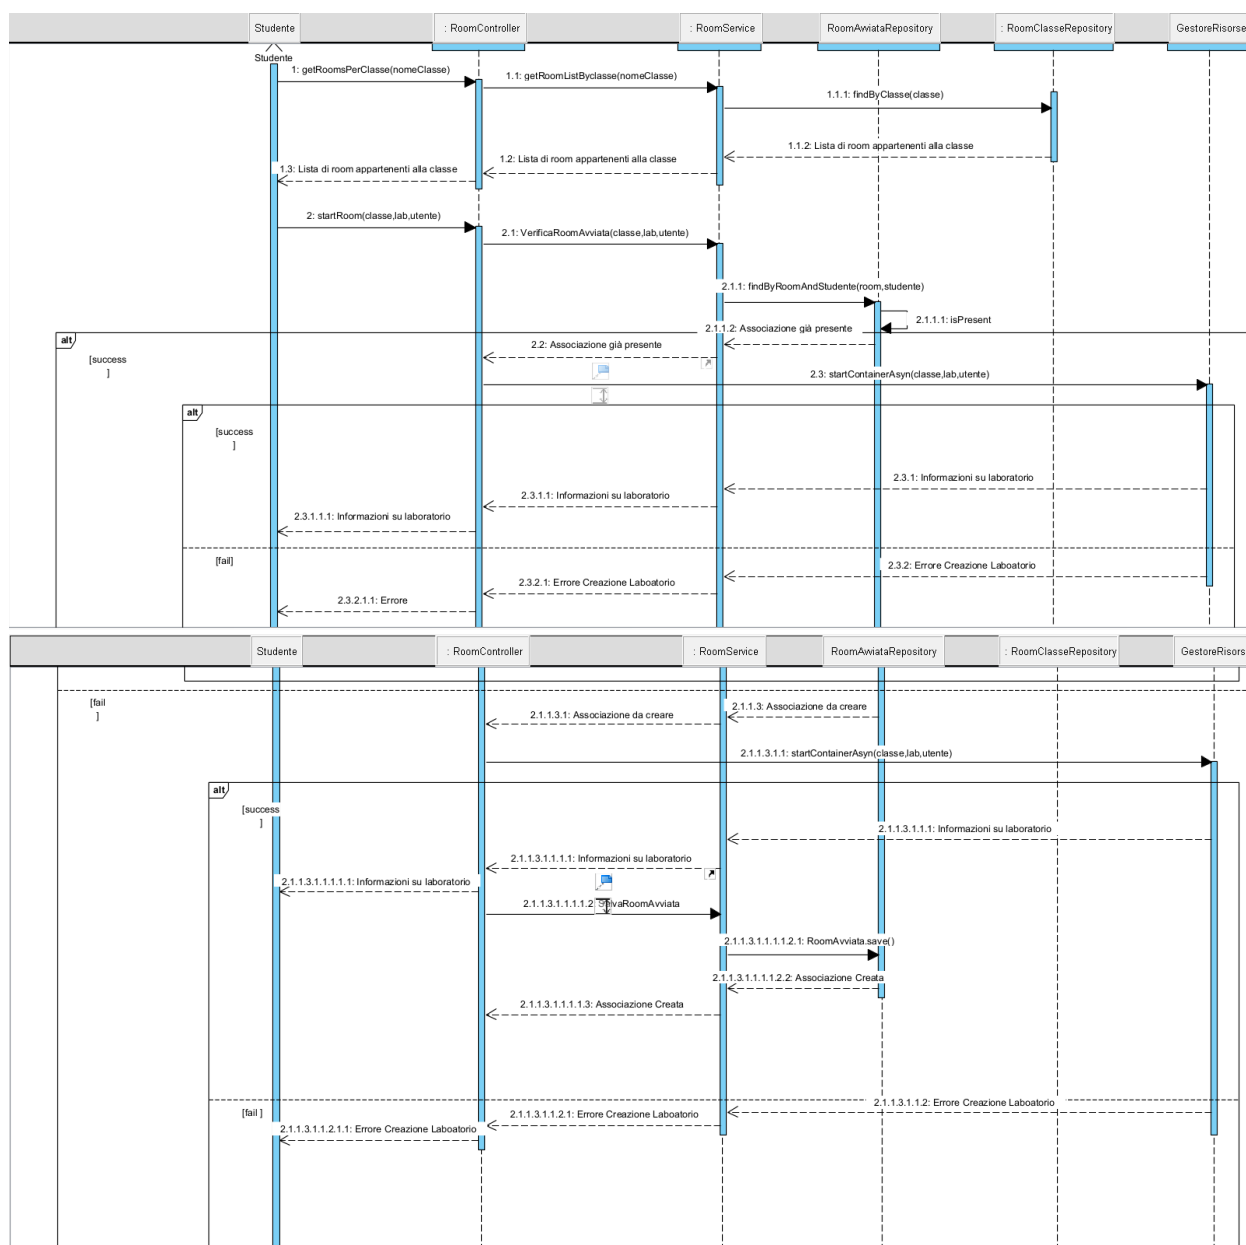 Studente
: RoomController
: RoomService
RoomAvviataRepository
: RoomClasseRepository
GestoreRisorse
Studente
1: getRoomsPerClasse(nomeClasse)
1.1: getRoomListByclasse(nomeClasse)
1.1.1: findByClasse(classe)
1.1.2: Lista di room appartenenti alla classe
1.2: Lista di room appartenenti alla classe
1.3: Lista di room appartenenti alla classe
2: startRoom(classe,lab,utente)
2.1: VerificaRoomAvviata(classe,lab,utente)
2.1.1: findByRoomAndStudente(room,studente)
2.1.1.1: isPresent
2.1.1.2: Associazione già presente
alt
2.2: Associazione già presente
[success
]
2.3: startContainerAsyn(classe,lab,utente)
alt
[success
]
2.3.1: Informazioni su laboratorio
2.3.1.1: Informazioni su laboratorio
2.3.1.1.1: Informazioni su laboratorio
[fail]
2.3.2: Errore Creazione Laboatorio
2.3.2.1: Errore Creazione Laboatorio
2.3.2.1.1: Errore
Studente
: RoomController
: RoomService
RoomAvviataRepository
: RoomClasseRepository
GestoreRisors
[fail
]
2.1.1.3: Associazione da creare
2.1.1.3.1: Associazione da creare
2.1.1.3.1.1: startContainerAsyn(classe,lab,utente)
alt
[success
]
2.1.1.3.1.1.1: Informazioni su laboratorio
2.1.1.3.1.1.1.1: Informazioni su laboratorio
2.1.1.3.1.1.1.1.1: Informazioni su laboratorio
2.1.1.3.1.1.1.1.2
2.1.1.3.1.1.1.1.2.1: RoomAvviata.save()
2.1.1.3.1.1.1.1.2.2: Associazione Creata
2.1.1.3.1.1.1.1.3: Associazione Creata
[fail ]
2.1.1.3.1.1.2: Errore Creazione Laboatorio
2.1.1.3.1.1.2.1: Errore Creazione Laboatorio
2.1.1.3.1.1.2.1.1: Errore Creazione Laboatorio